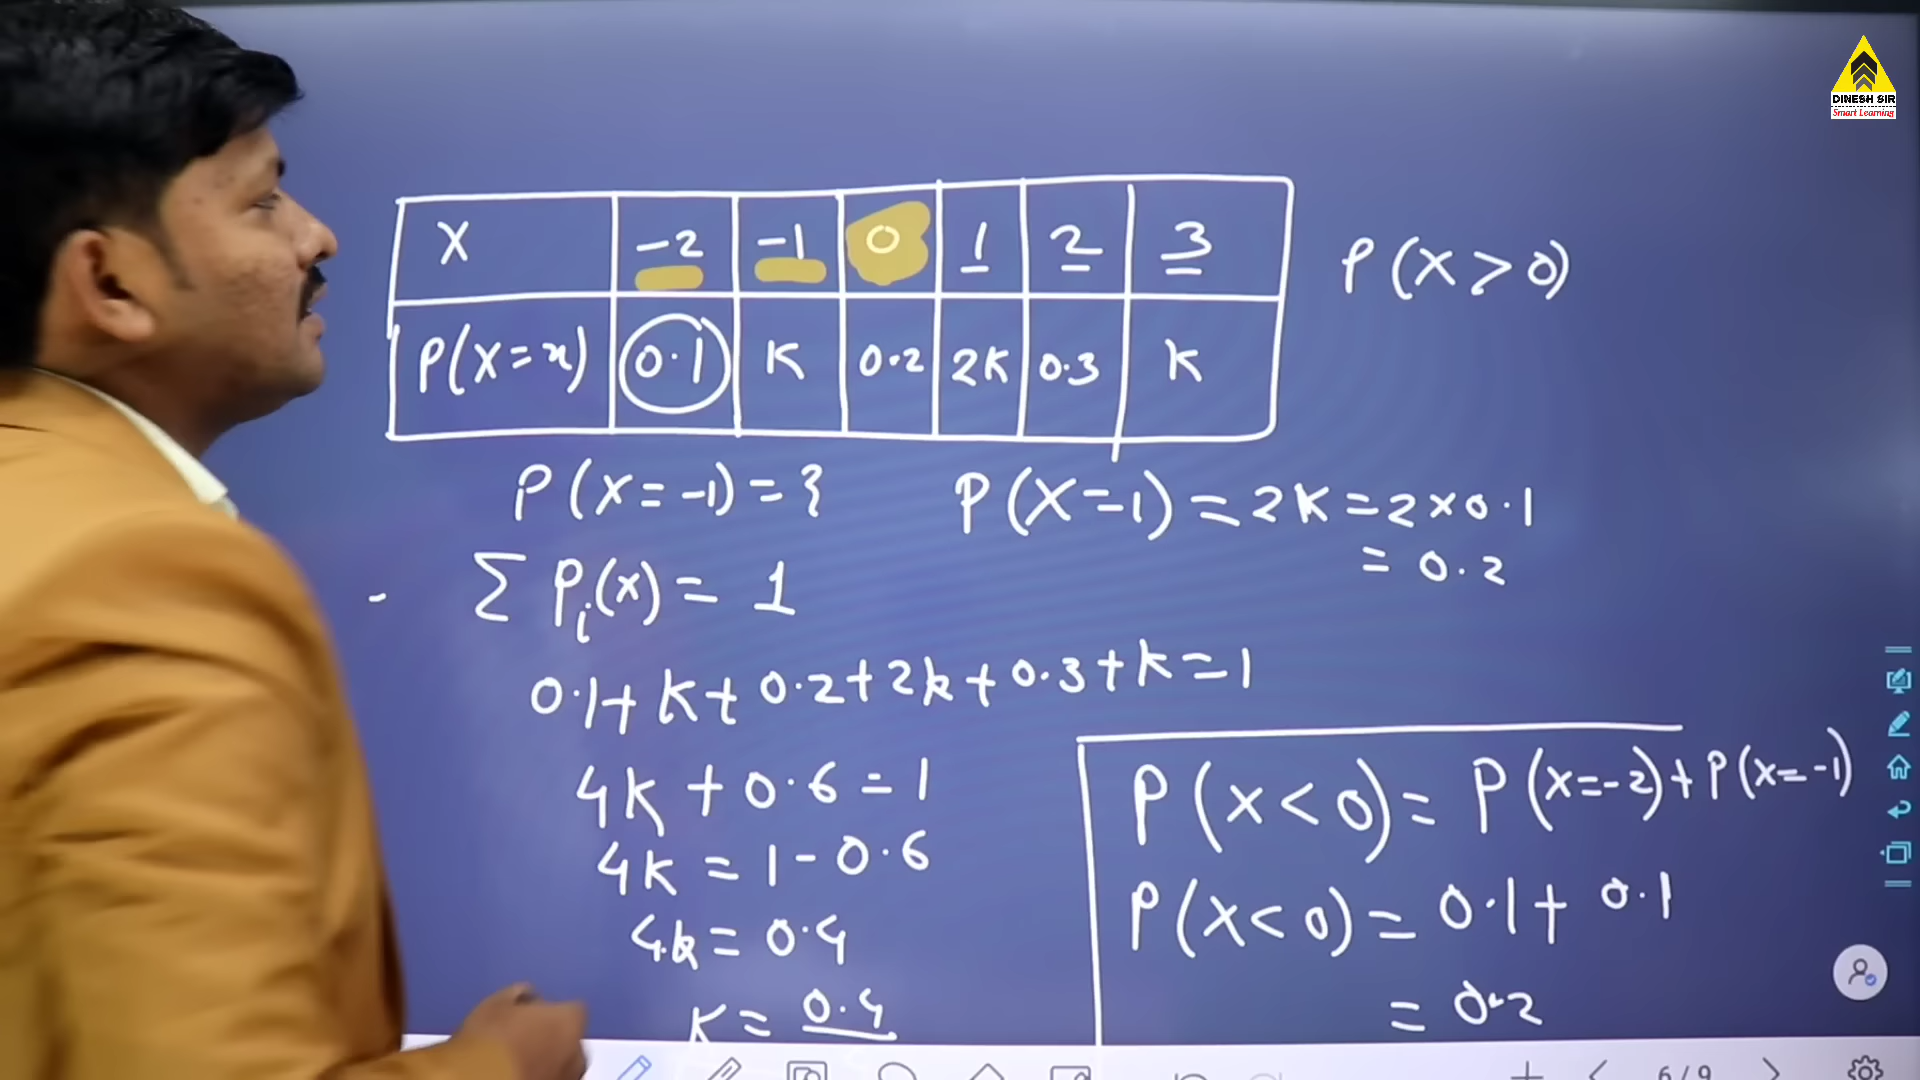 DINESH SIR
Smart Learning
X -2 -1 0 1 2 3
P(X=x) 0.1 K 0.2 2K 0.3 K
P(X>0)
P(X=-1)=?
P(X=1)=2K=2×0.1
=0.2
Σ Pi(x) = 1
0.1+K+0.2+2k+0.3+k=1
4K+0.6=1
4K=1-0.6
4k=0.4
K=0.4
P(X<0)=P(X=-2)+P(X=-1)
P(X<0)=0.1+0.1
=0.2
6/9